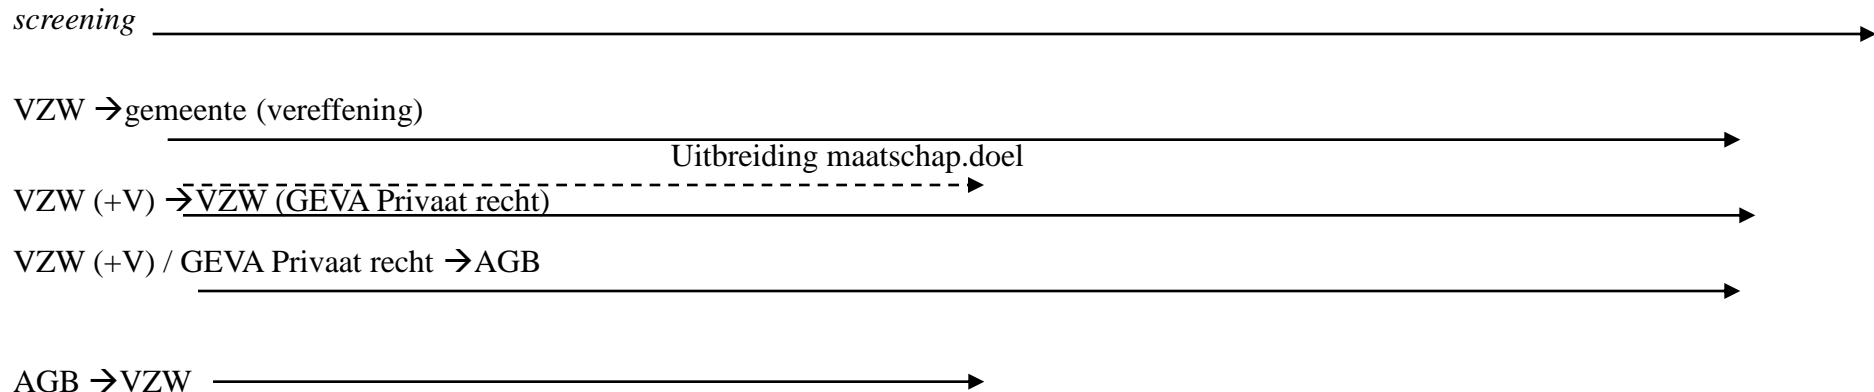 screening
VZW →gemeente (vereffening)
Uitbreiding maatschap.doel
VZW (+V) →VZW (GEVA Privaat recht)
VZW (+V) / GEVA Privaat recht →AGB
AGB →VZW